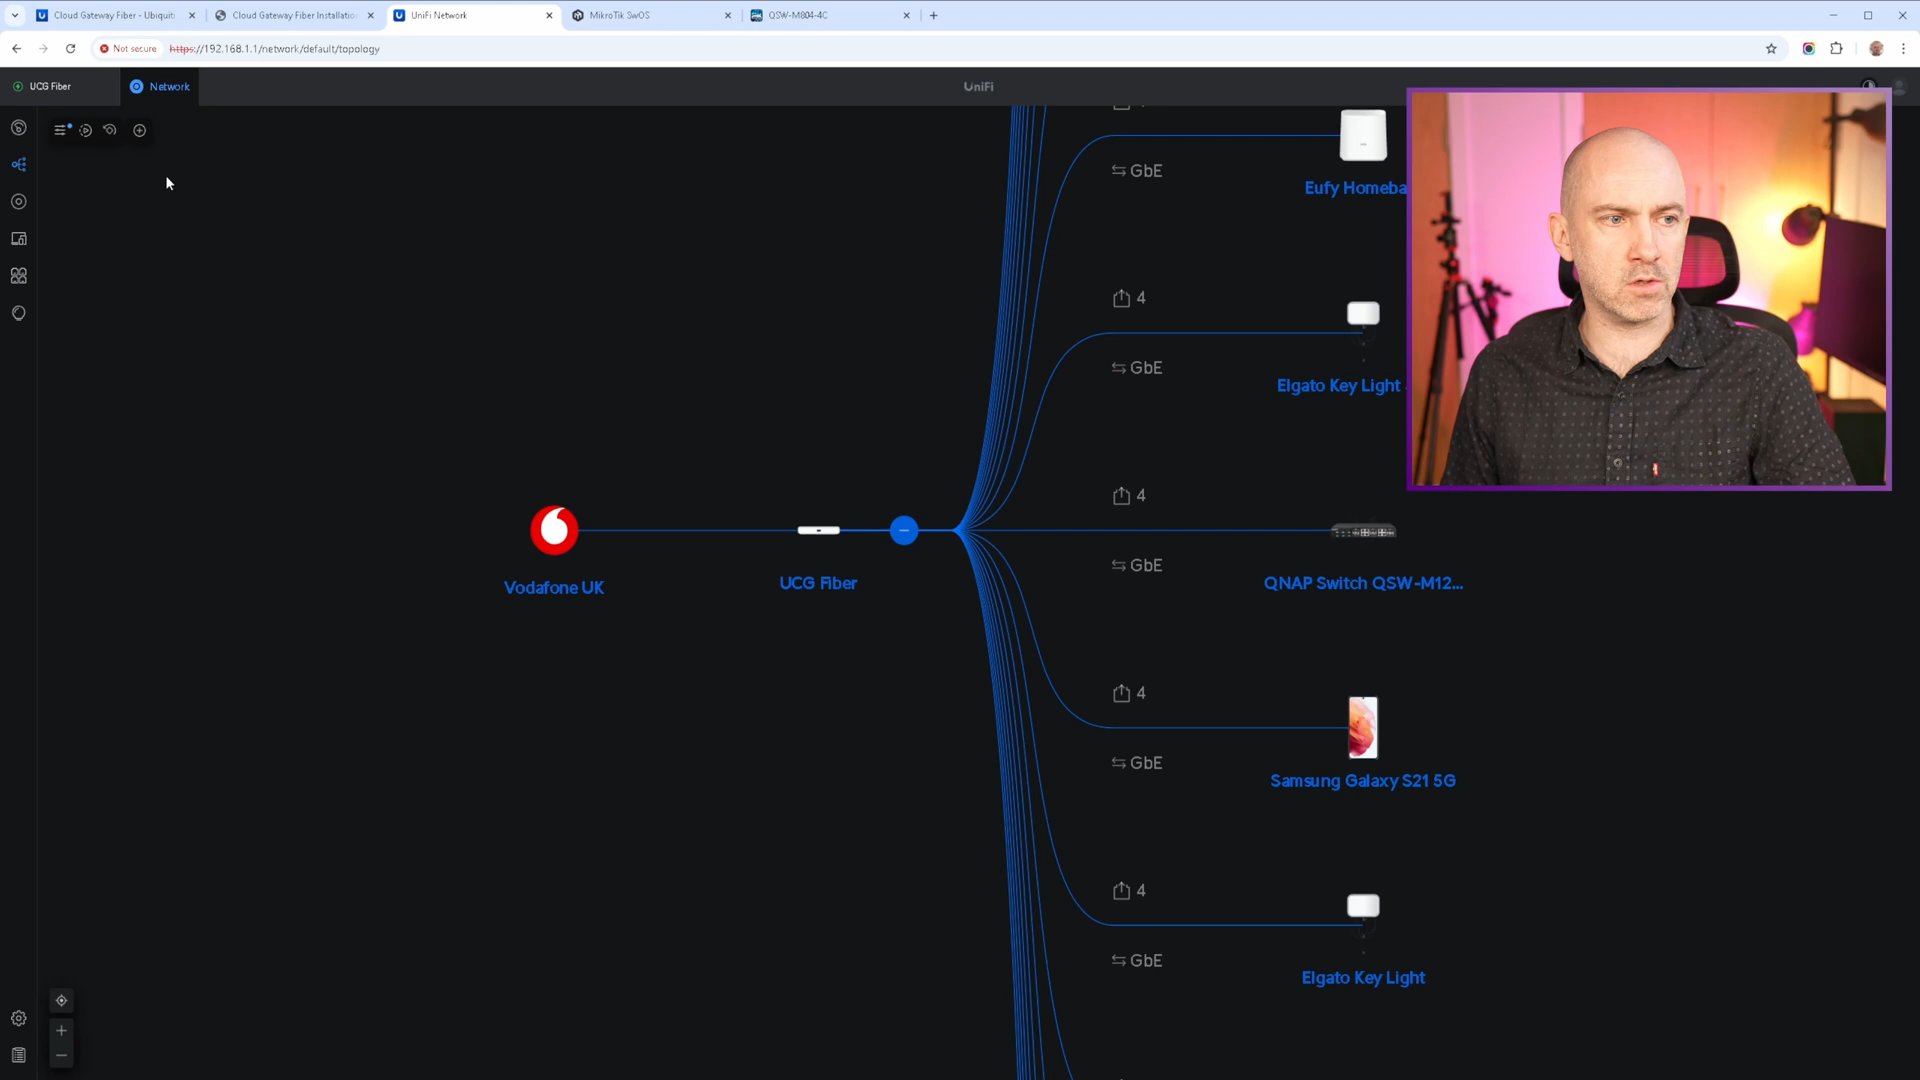 Cloud Gateway Fiber - Ubiquiti
Cloud Gateway Fiber Installatio
UniFi Network
MikroTik SwOS
QSW-M804-4C
Not secure
https://192.168.1.1/network/default/topology
UCG Fiber
Network
UniFi
GbE
Eufy Homeba
4
GbE
Elgato Key Light
4
Vodafone UK
UCG Fiber
GbE
QNAP Switch QSW-M12...
4
GbE
Samsung Galaxy S21 5G
4
GbE
Elgato Key Light